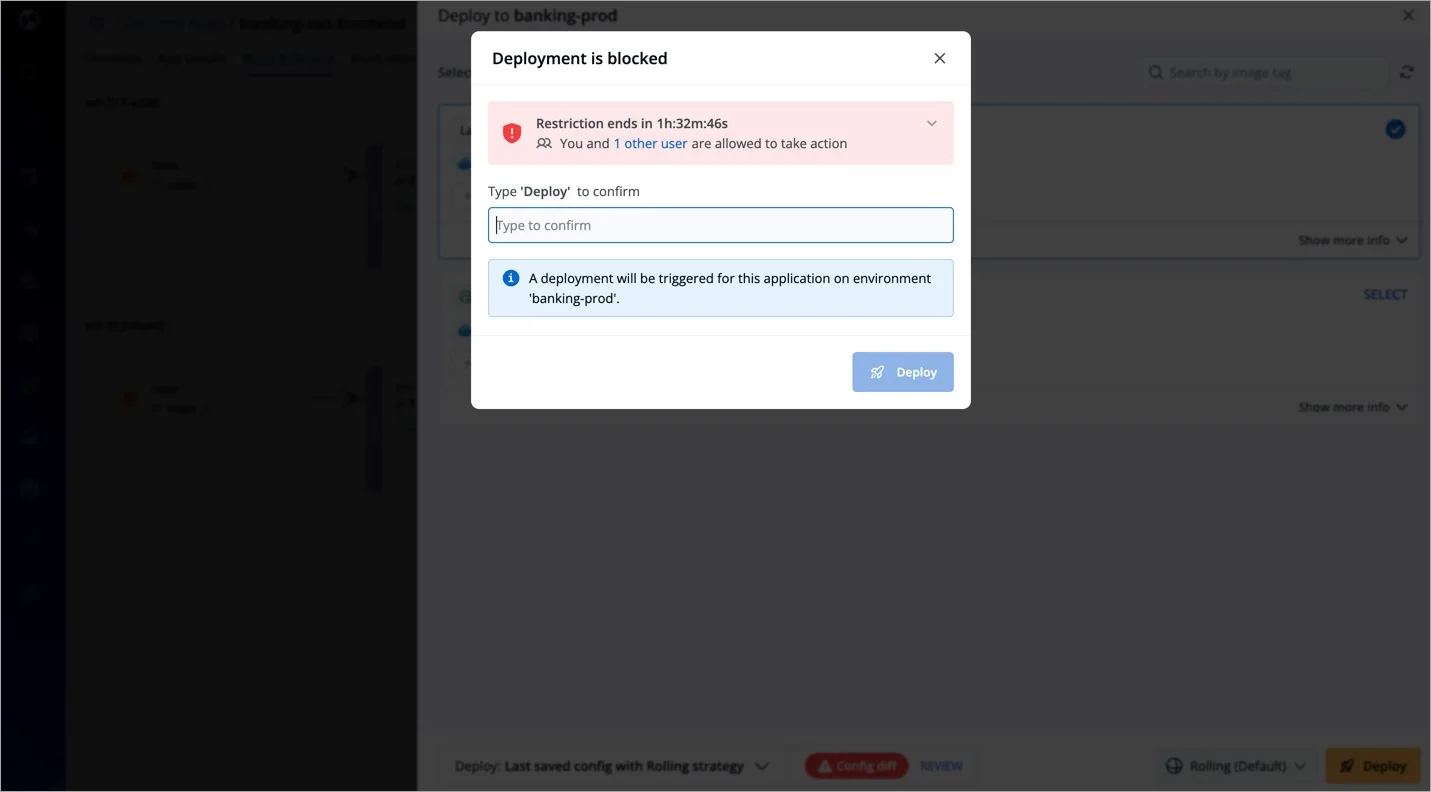 Deploy to banking-prod
Deployment is blocked
Search by image tag
Restriction ends in 1h:32m:46s
You and 1 other user are allowed to take action
Type 'Deploy' to confirm
Type to confirm
Show more info
A deployment will be triggered for this application on environment
'banking-prod'.
SELECT
Deploy
Show more info
Deploy: Last saved config with Rolling strategy
Config diff
REVIEW
Rolling (Default)
Deploy